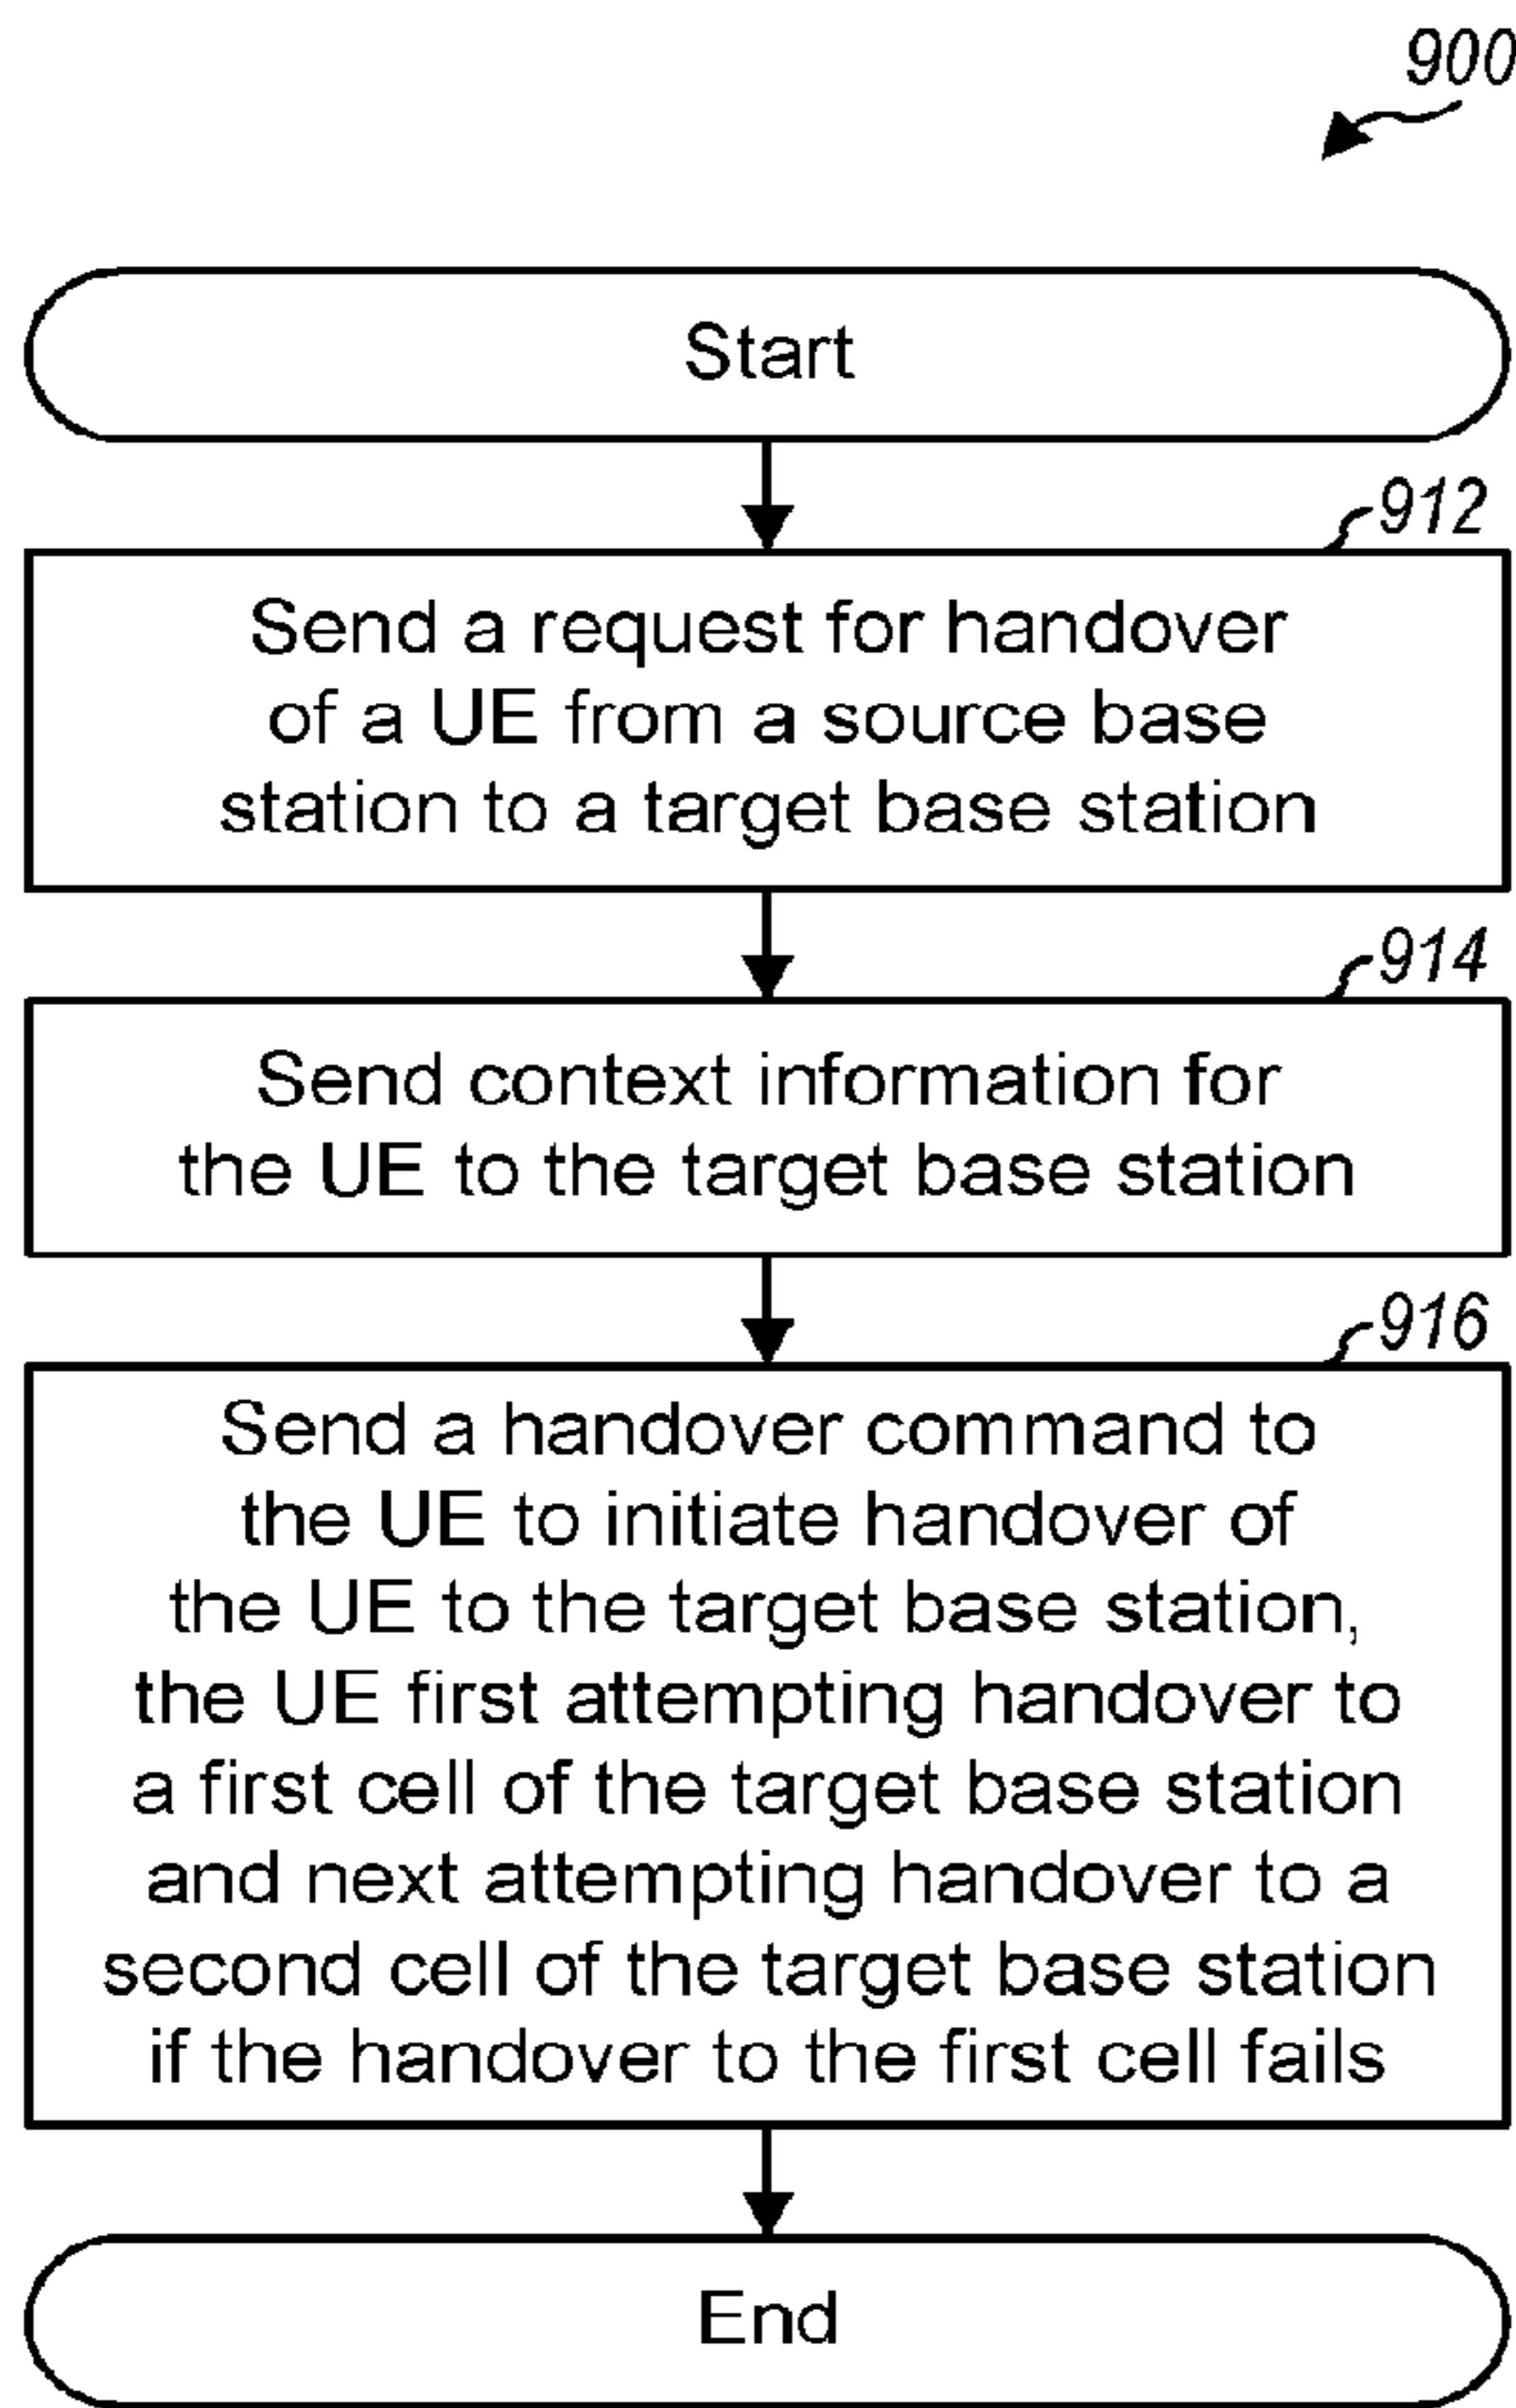 900
Start
912
Send a request for handover
of a UE from a source base
station to a target base station
914
Send context information for
the UE to the target base station
916
Send a handover command to
the UE to initiate handover of
the UE to the target base station,
the UE first attempting handover to
a first cell of the target base station
and next attempting handover to a
second cell of the target base station
if the handover to the first cell fails
End